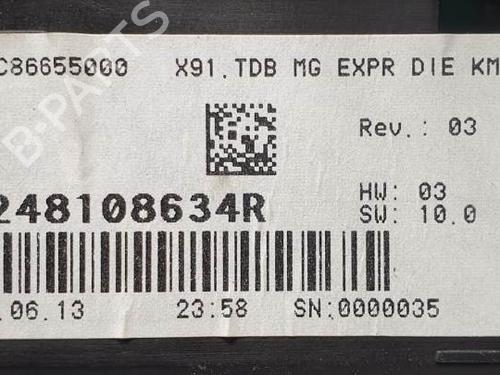 C86655000 X91.TDB MG EXPR DIE KM
Rev.: 03
248108634R
HW: 03
SW: 10.0
.06.13 23:58 SN:0000035
B-PARTS